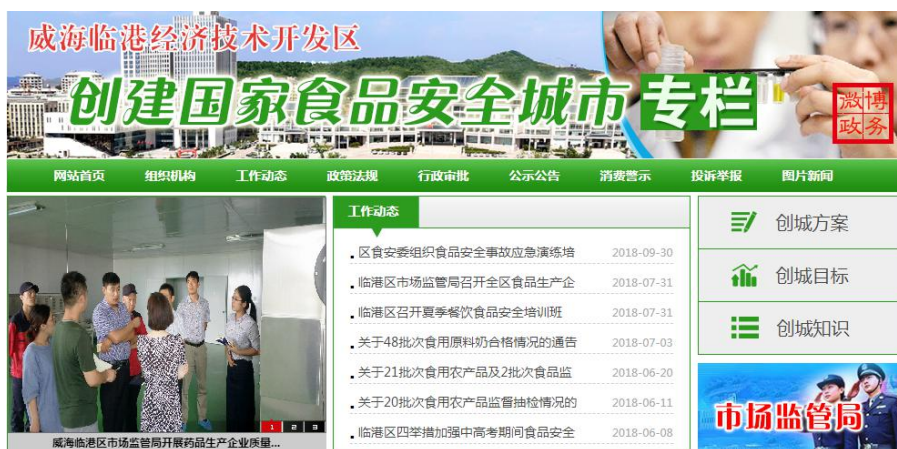 威海临港经济技术开发区
创建国家食品安全城市 专栏
微博
政务
网站首页 组织机构 工作动态 政策法规 行政审批 公示公告 消费警示 投诉举报 图片新闻
工作动态
区食安委组织食品安全事故应急演练培 2018-09-30
临港区市场监管局召开全区食品生产企 2018-07-31
临港区召开夏季餐饮食品安全培训班 2018-07-31
关于48批次食用原料奶合格情况的通告 2018-07-03
关于21批次食用农产品及2批次食品监 2018-06-20
关于20批次食用农产品监督抽检情况的 2018-06-11
临港区四举措加强中高考期间食品安全 2018-06-08
1 2 3
威海临港区市场监管局开展药品生产企业质量...
创城方案
创城目标
创城知识
市场监管局